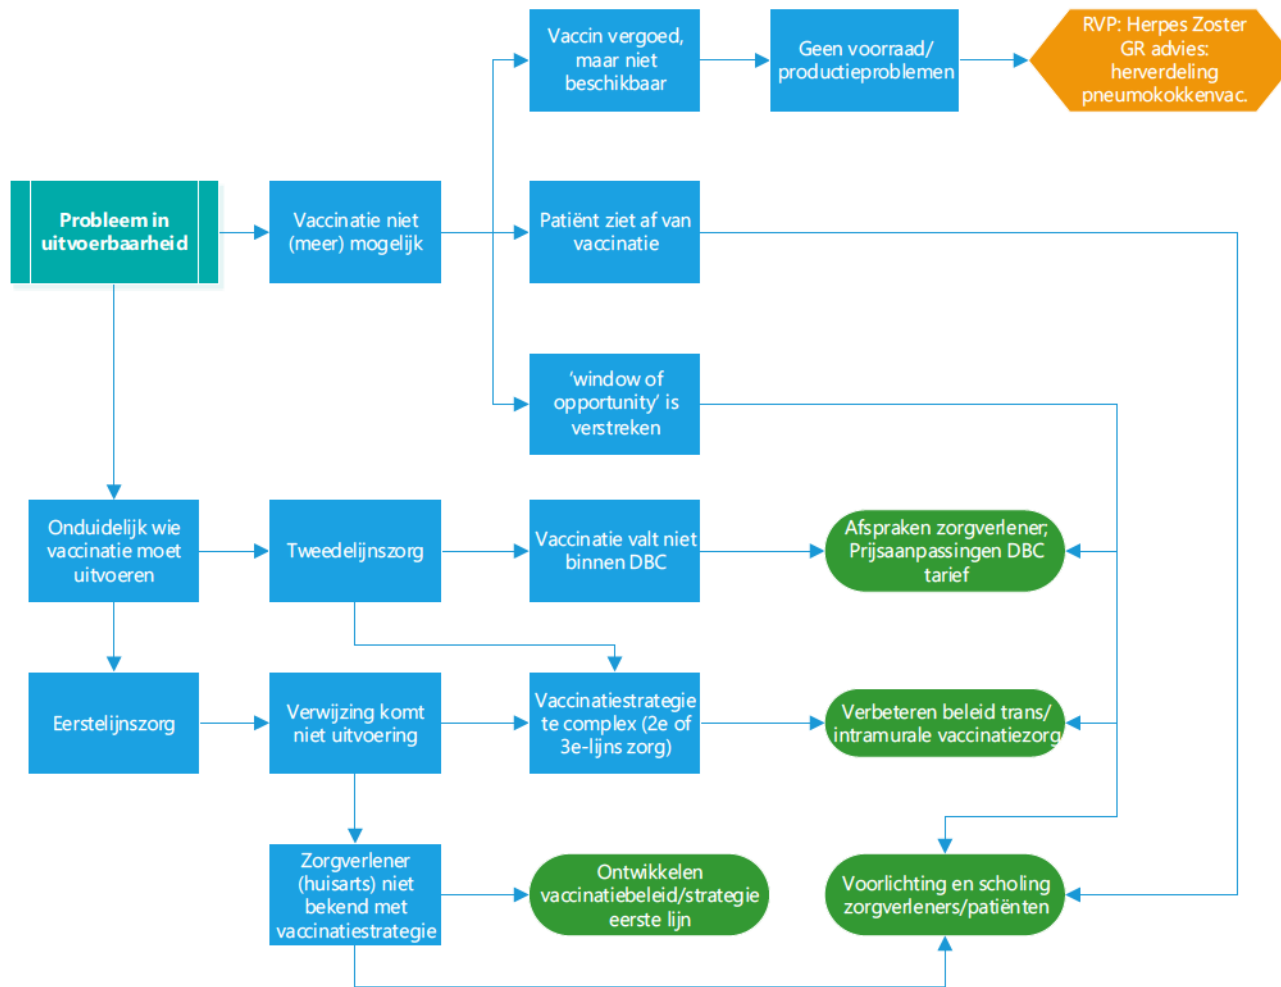 Vaccin vergoed,
maar niet
beschikbaar
Geen voorraad/
productieproblemen
RVP: Herpes Zoster
GR advies:
herverdeling
pneumokokkenvac.
Probleem in
uitvoerbaarheid
Vaccinatie niet
(meer) mogelijk
Patiënt ziet af van
vaccinatie
‘window of
opportunity’ is
verstreken
Onduidelijk wie
vaccinatie moet
uitvoeren
Tweedelijnszorg
Vaccinatie valt niet
binnen DBC
Afspraken zorgverlener;
Prijsaanpassingen DBC
tarief
Eerstelijnszorg
Verwijzing komt
niet uitvoering
Vaccinatiestrategie
te complex (2e of
3e-lijns zorg)
Verbeteren beleid trans/
intramurale vaccinatiezorg
Zorgverlener
(huisarts) niet
bekend met
vaccinatiestrategie
Ontwikkelen
vaccinatiebeleid/strategie
eerste lijn
Voorlichting en scholing
zorgverleners/patiënten